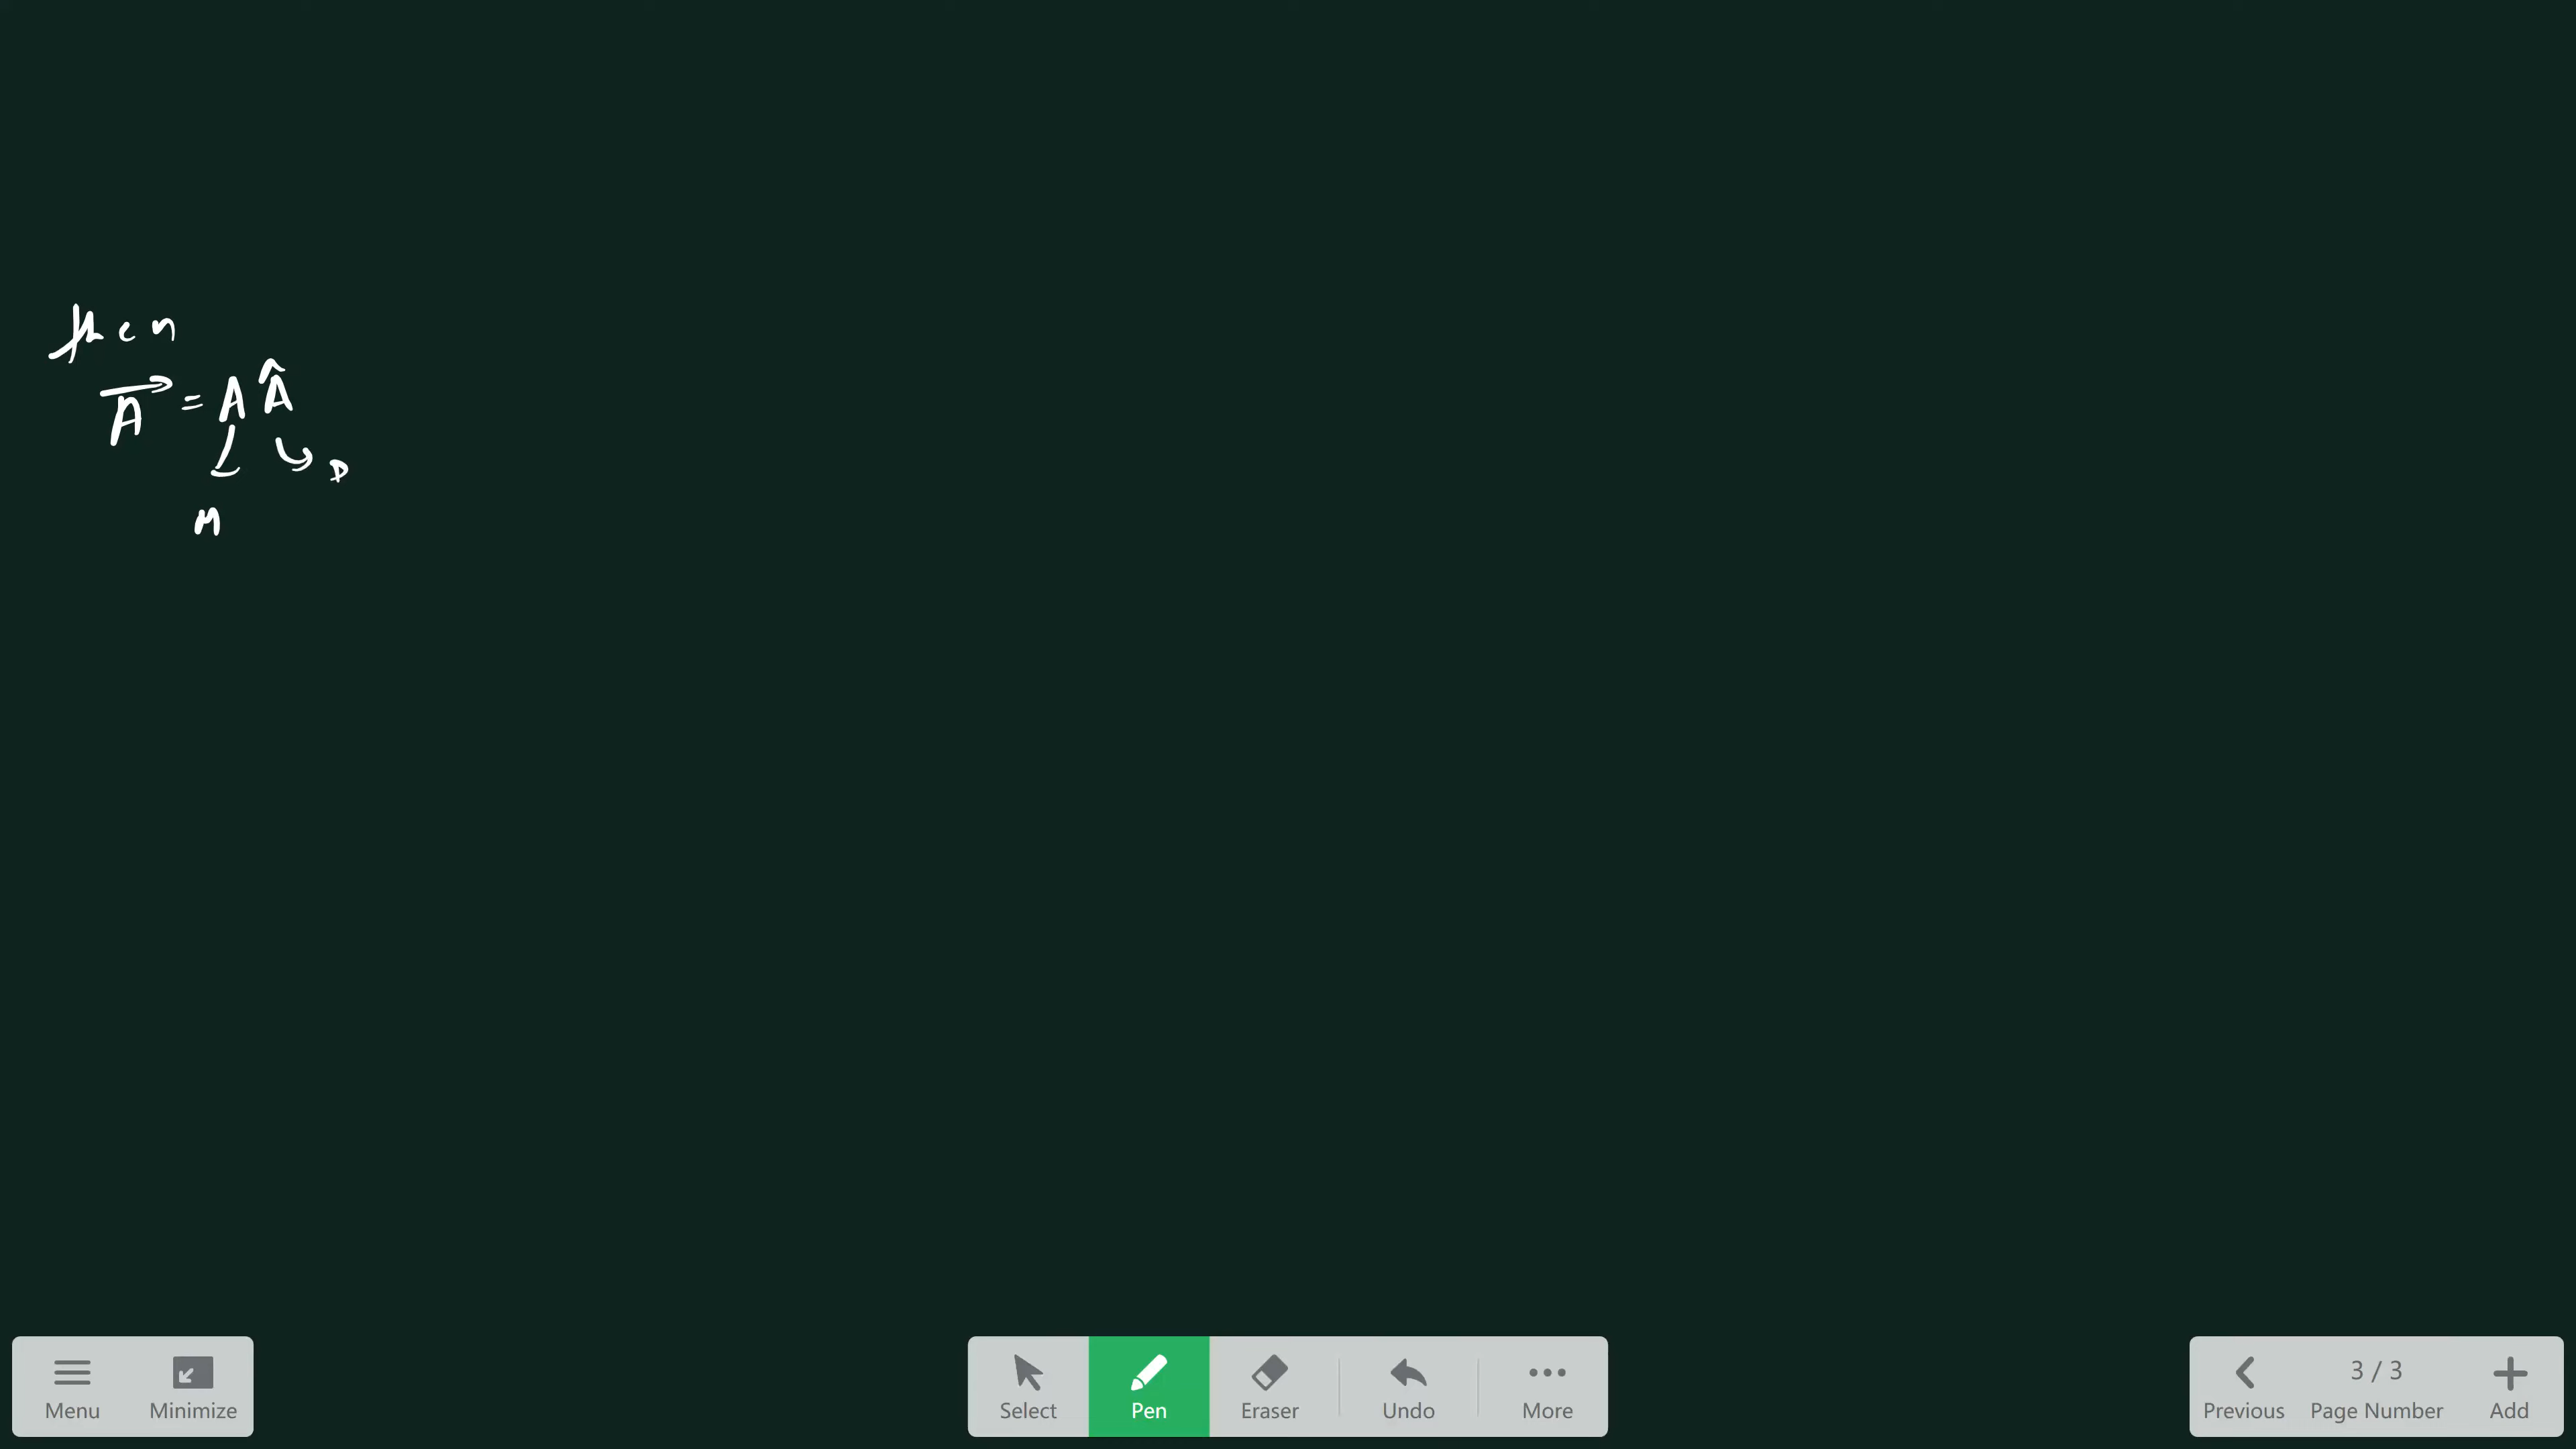 then
A⃗ = A Â
D
M
Menu
Minimize
Select
Pen
Eraser
Undo
More
Previous
3 / 3
Page Number
Add